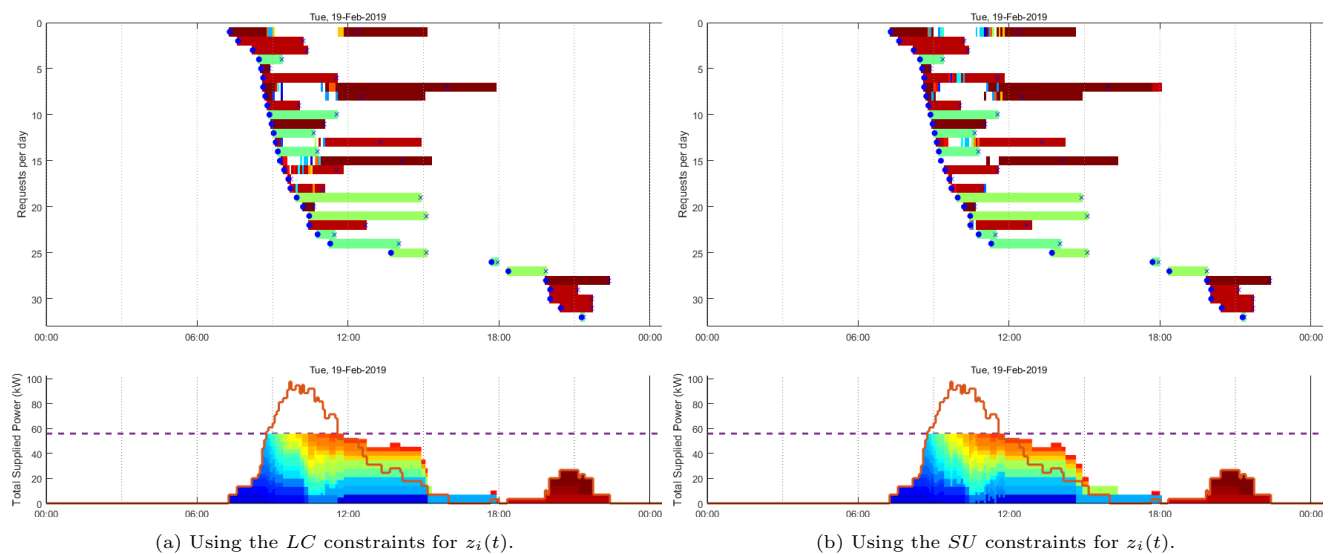 Tue, 19-Feb-2019
Requests per day
0
5
10
15
20
25
30
00:00 06:00 12:00 18:00 00:00
Tue, 19-Feb-2019
Total Supplied Power (kW)
100
80
60
40
20
0
00:00 06:00 12:00 18:00 00:00
(a) Using the LC constraints for z_i(t).
Tue, 19-Feb-2019
Requests per day
0
5
10
15
20
25
30
00:00 06:00 12:00 18:00 00:00
Tue, 19-Feb-2019
Total Supplied Power (kW)
100
80
60
40
20
0
00:00 06:00 12:00 18:00 00:00
(b) Using the SU constraints for z_i(t).